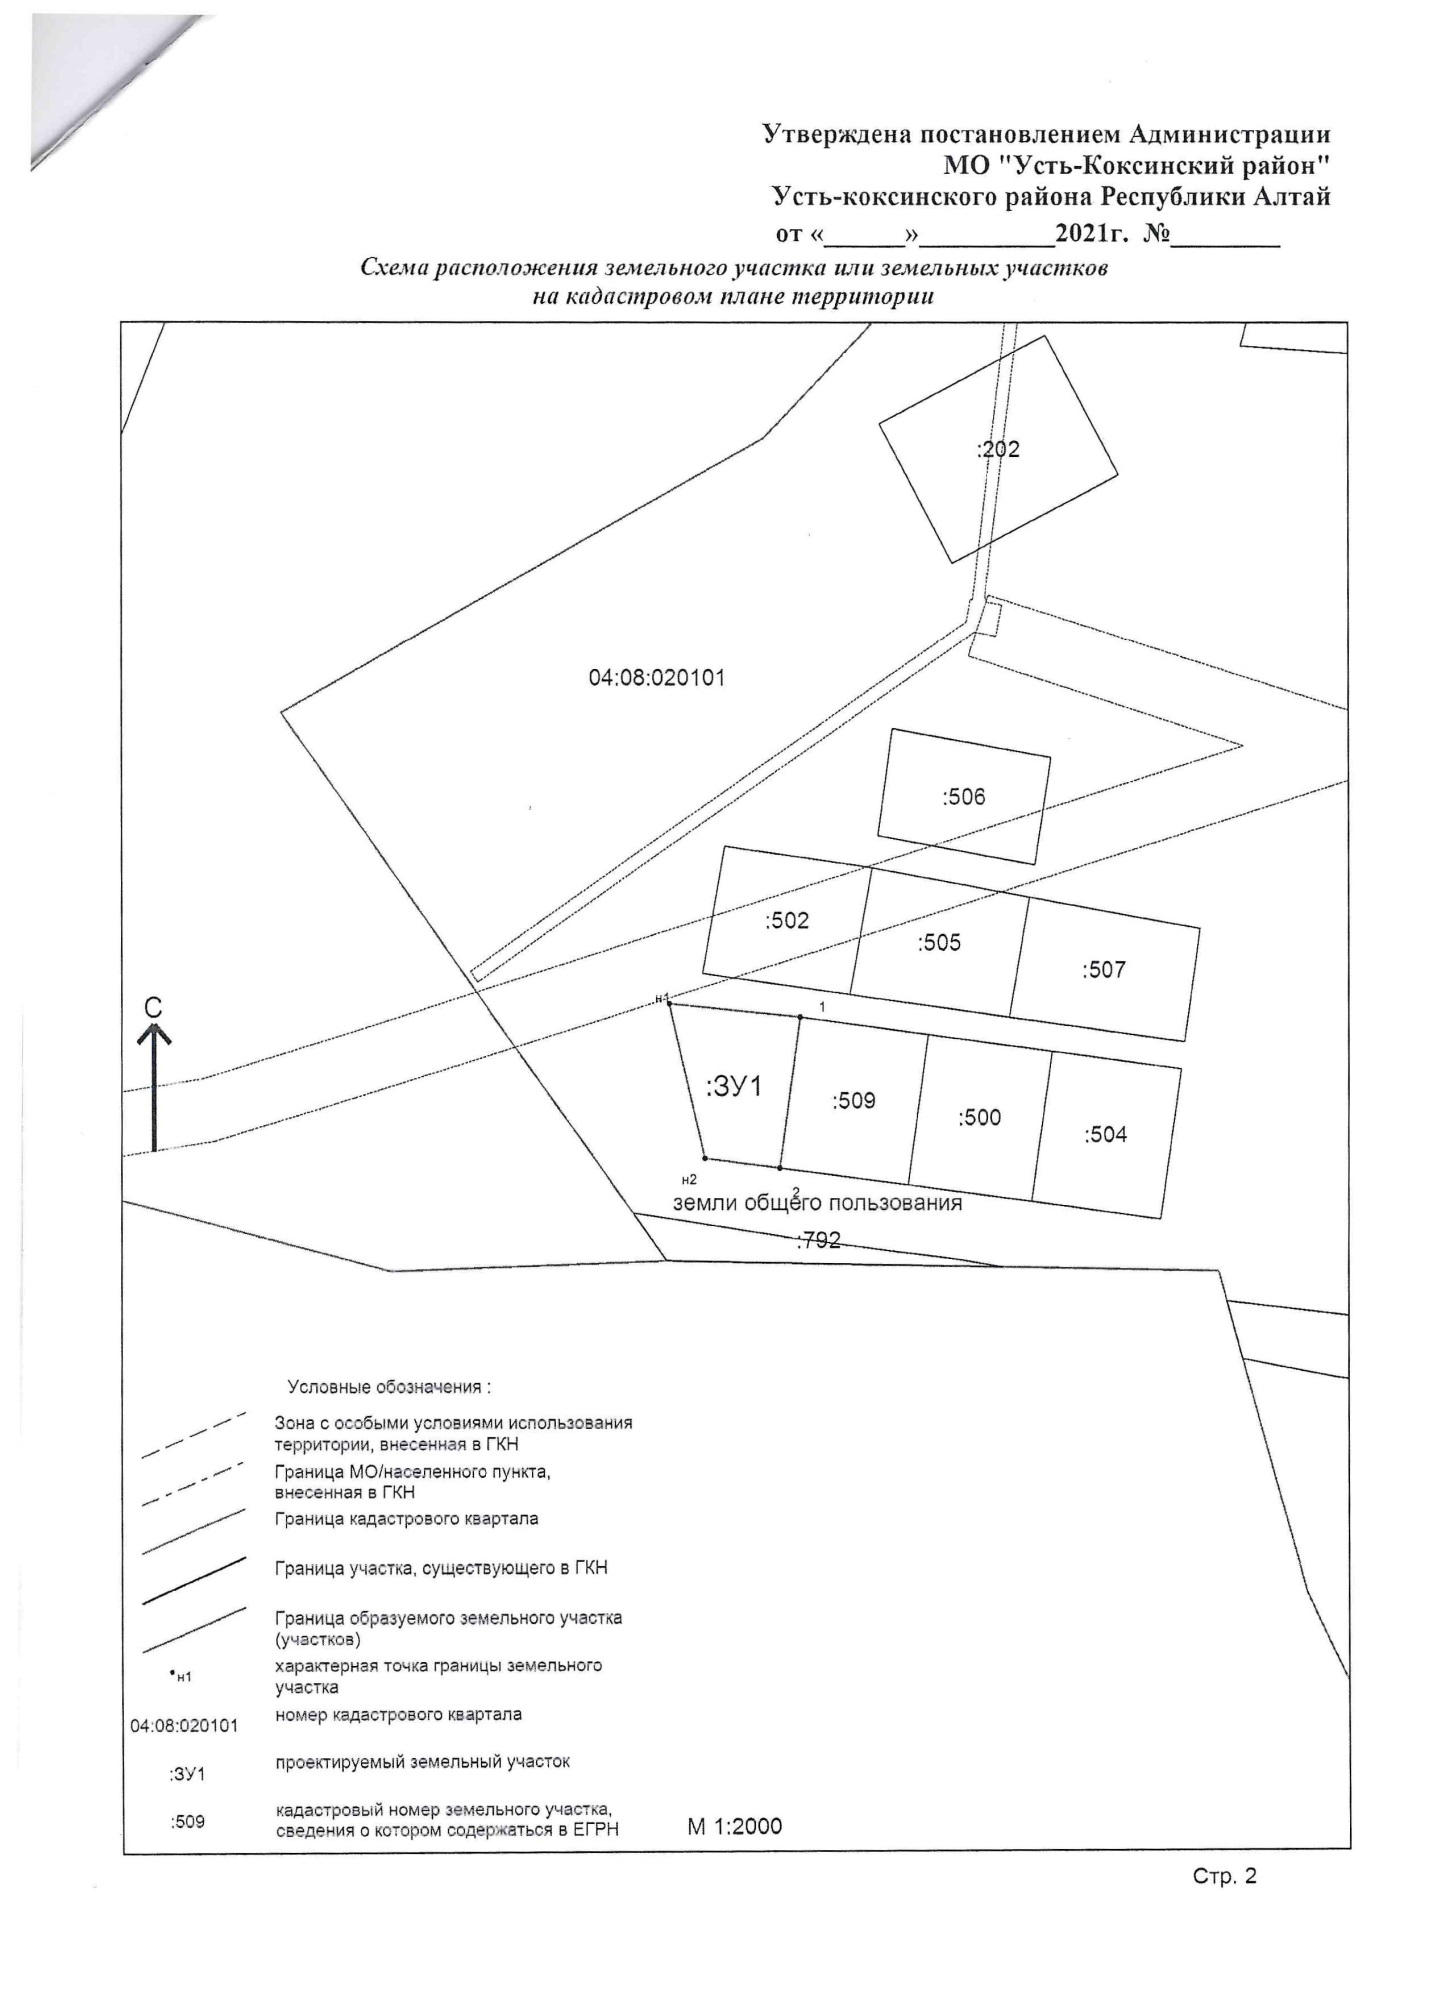 Утверждена постановлением Администрации
МО "Усть-Коксинский район"
Усть-коксинского района Республики Алтай
от «______»__________2021г. №________
Схема расположения земельного участка или земельных участков
на кадастровом плане территории
:202
04:08:020101
:506
:502
:505
:507
С
н1
1
:ЗУ1
:509
:500
:504
н2
2
земли общего пользования
:792
Условные обозначения :
Зона с особыми условиями использования
территории, внесенная в ГКН
Граница МО/населенного пункта,
внесенная в ГКН
Граница кадастрового квартала
Граница участка, существующего в ГКН
Граница образуемого земельного участка
(участков)
н1
характерная точка границы земельного
участка
04:08:020101
номер кадастрового квартала
:ЗУ1
проектируемый земельный участок
:509
кадастровый номер земельного участка,
сведения о котором содержаться в ЕГРН
М 1:2000
Стр. 2